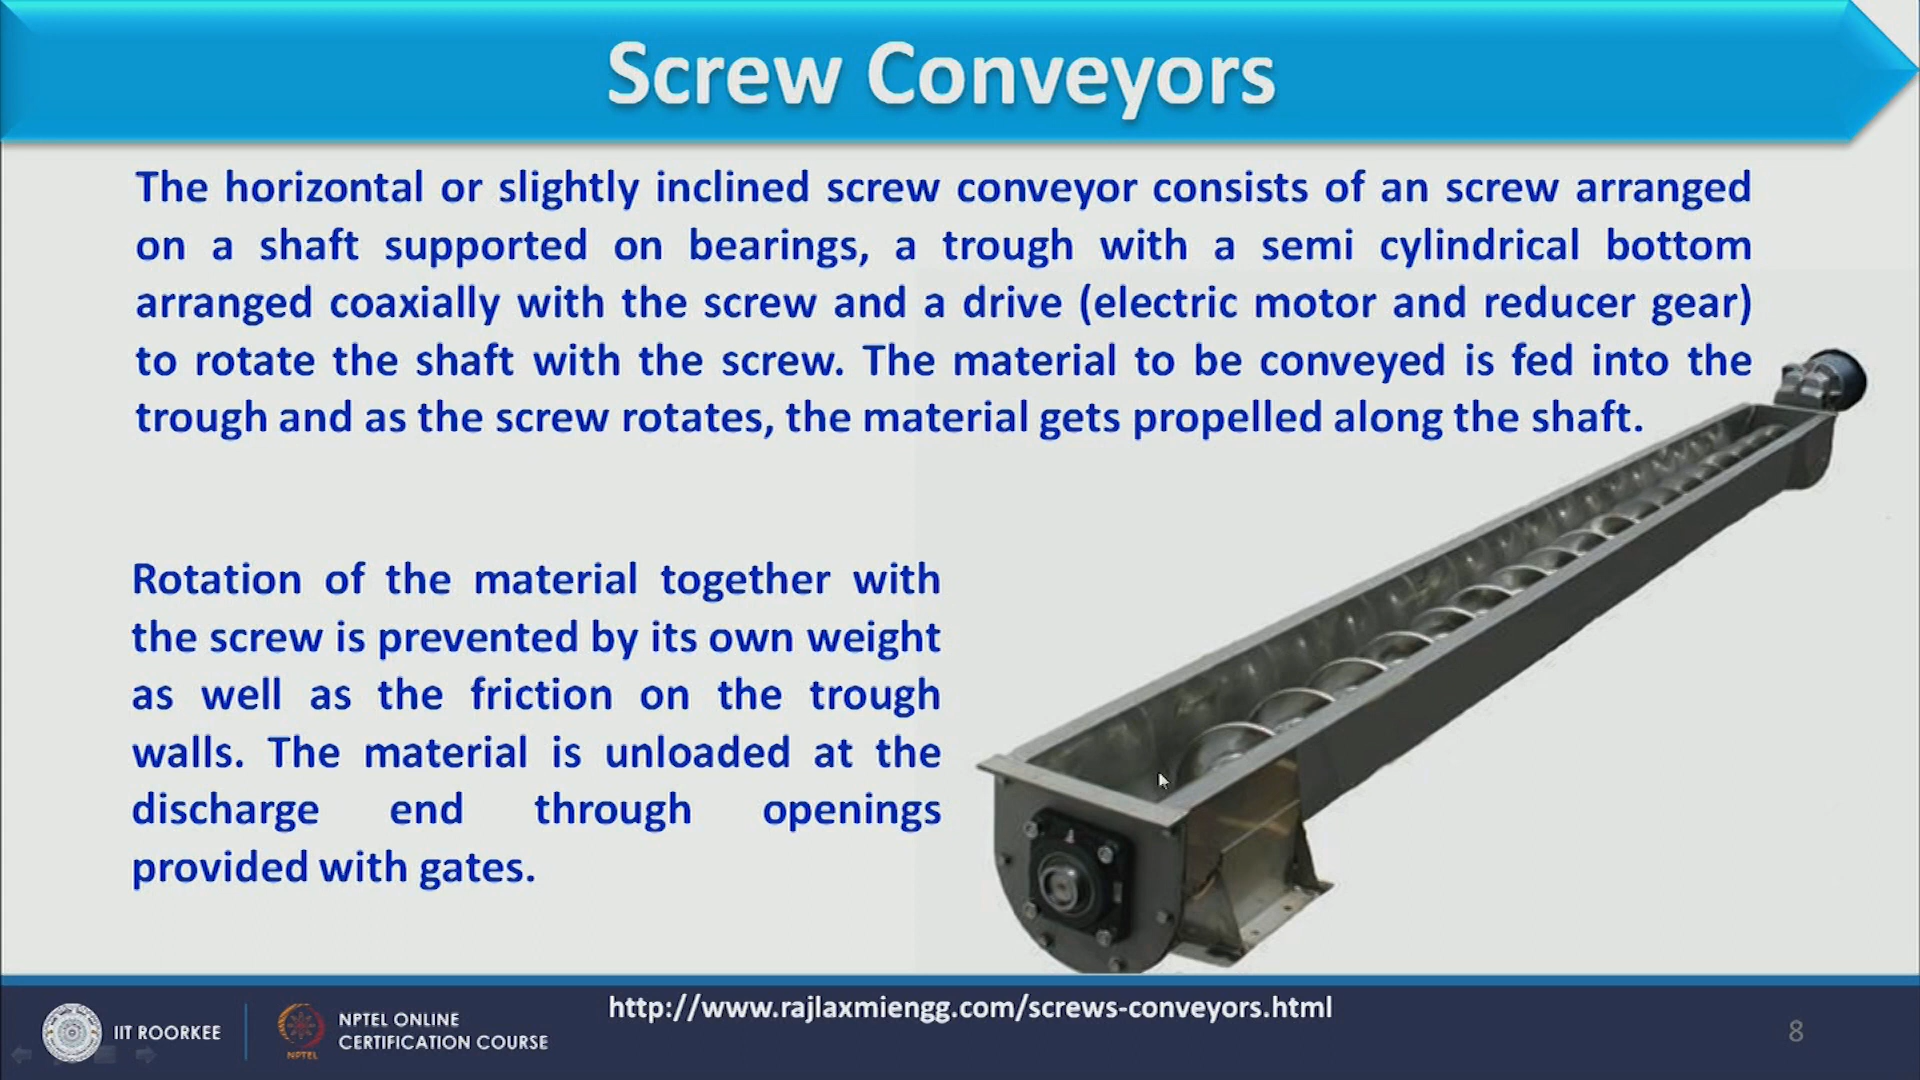 Screw Conveyors
The horizontal or slightly inclined screw conveyor consists of an screw arranged
on a shaft supported on bearings, a trough with a semi cylindrical bottom
arranged coaxially with the screw and a drive (electric motor and reducer gear)
to rotate the shaft with the screw. The material to be conveyed is fed into the
trough and as the screw rotates, the material gets propelled along the shaft.
Rotation of the material together with
the screw is prevented by its own weight
as well as the friction on the trough
walls. The material is unloaded at the
discharge end through openings
provided with gates.
http://www.rajlaxmiengg.com/screws-conveyors.html
IIT ROORKEE
NPTEL
NPTEL ONLINE
CERTIFICATION COURSE
8